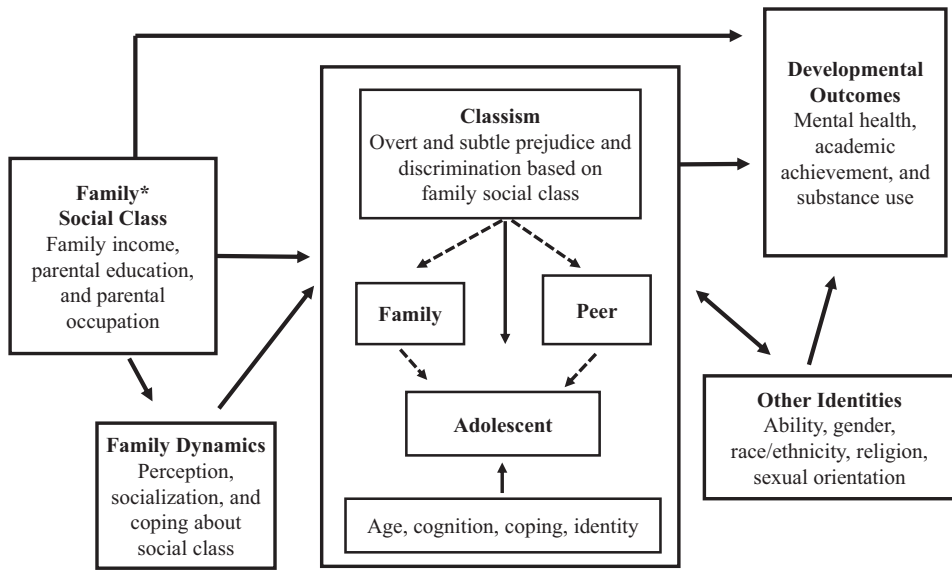 Family*
Social Class
Family income,
parental education,
and parental
occupation
Family Dynamics
Perception,
socialization, and
coping about
social class
Classism
Overt and subtle prejudice and
discrimination based on
family social class
Family
Peer
Adolescent
Age, cognition, coping, identity
Developmental
Outcomes
Mental health,
academic
achievement, and
substance use
Other Identities
Ability, gender,
race/ethnicity, religion,
sexual orientation